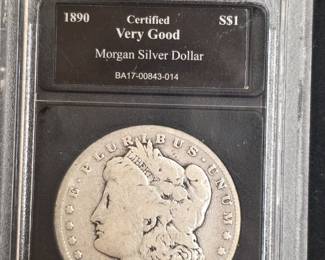 1890 Certified S$1
Very Good
Morgan Silver Dollar
BA17-00843-014
E·PLURIBUS·UNUM
LIBERTY